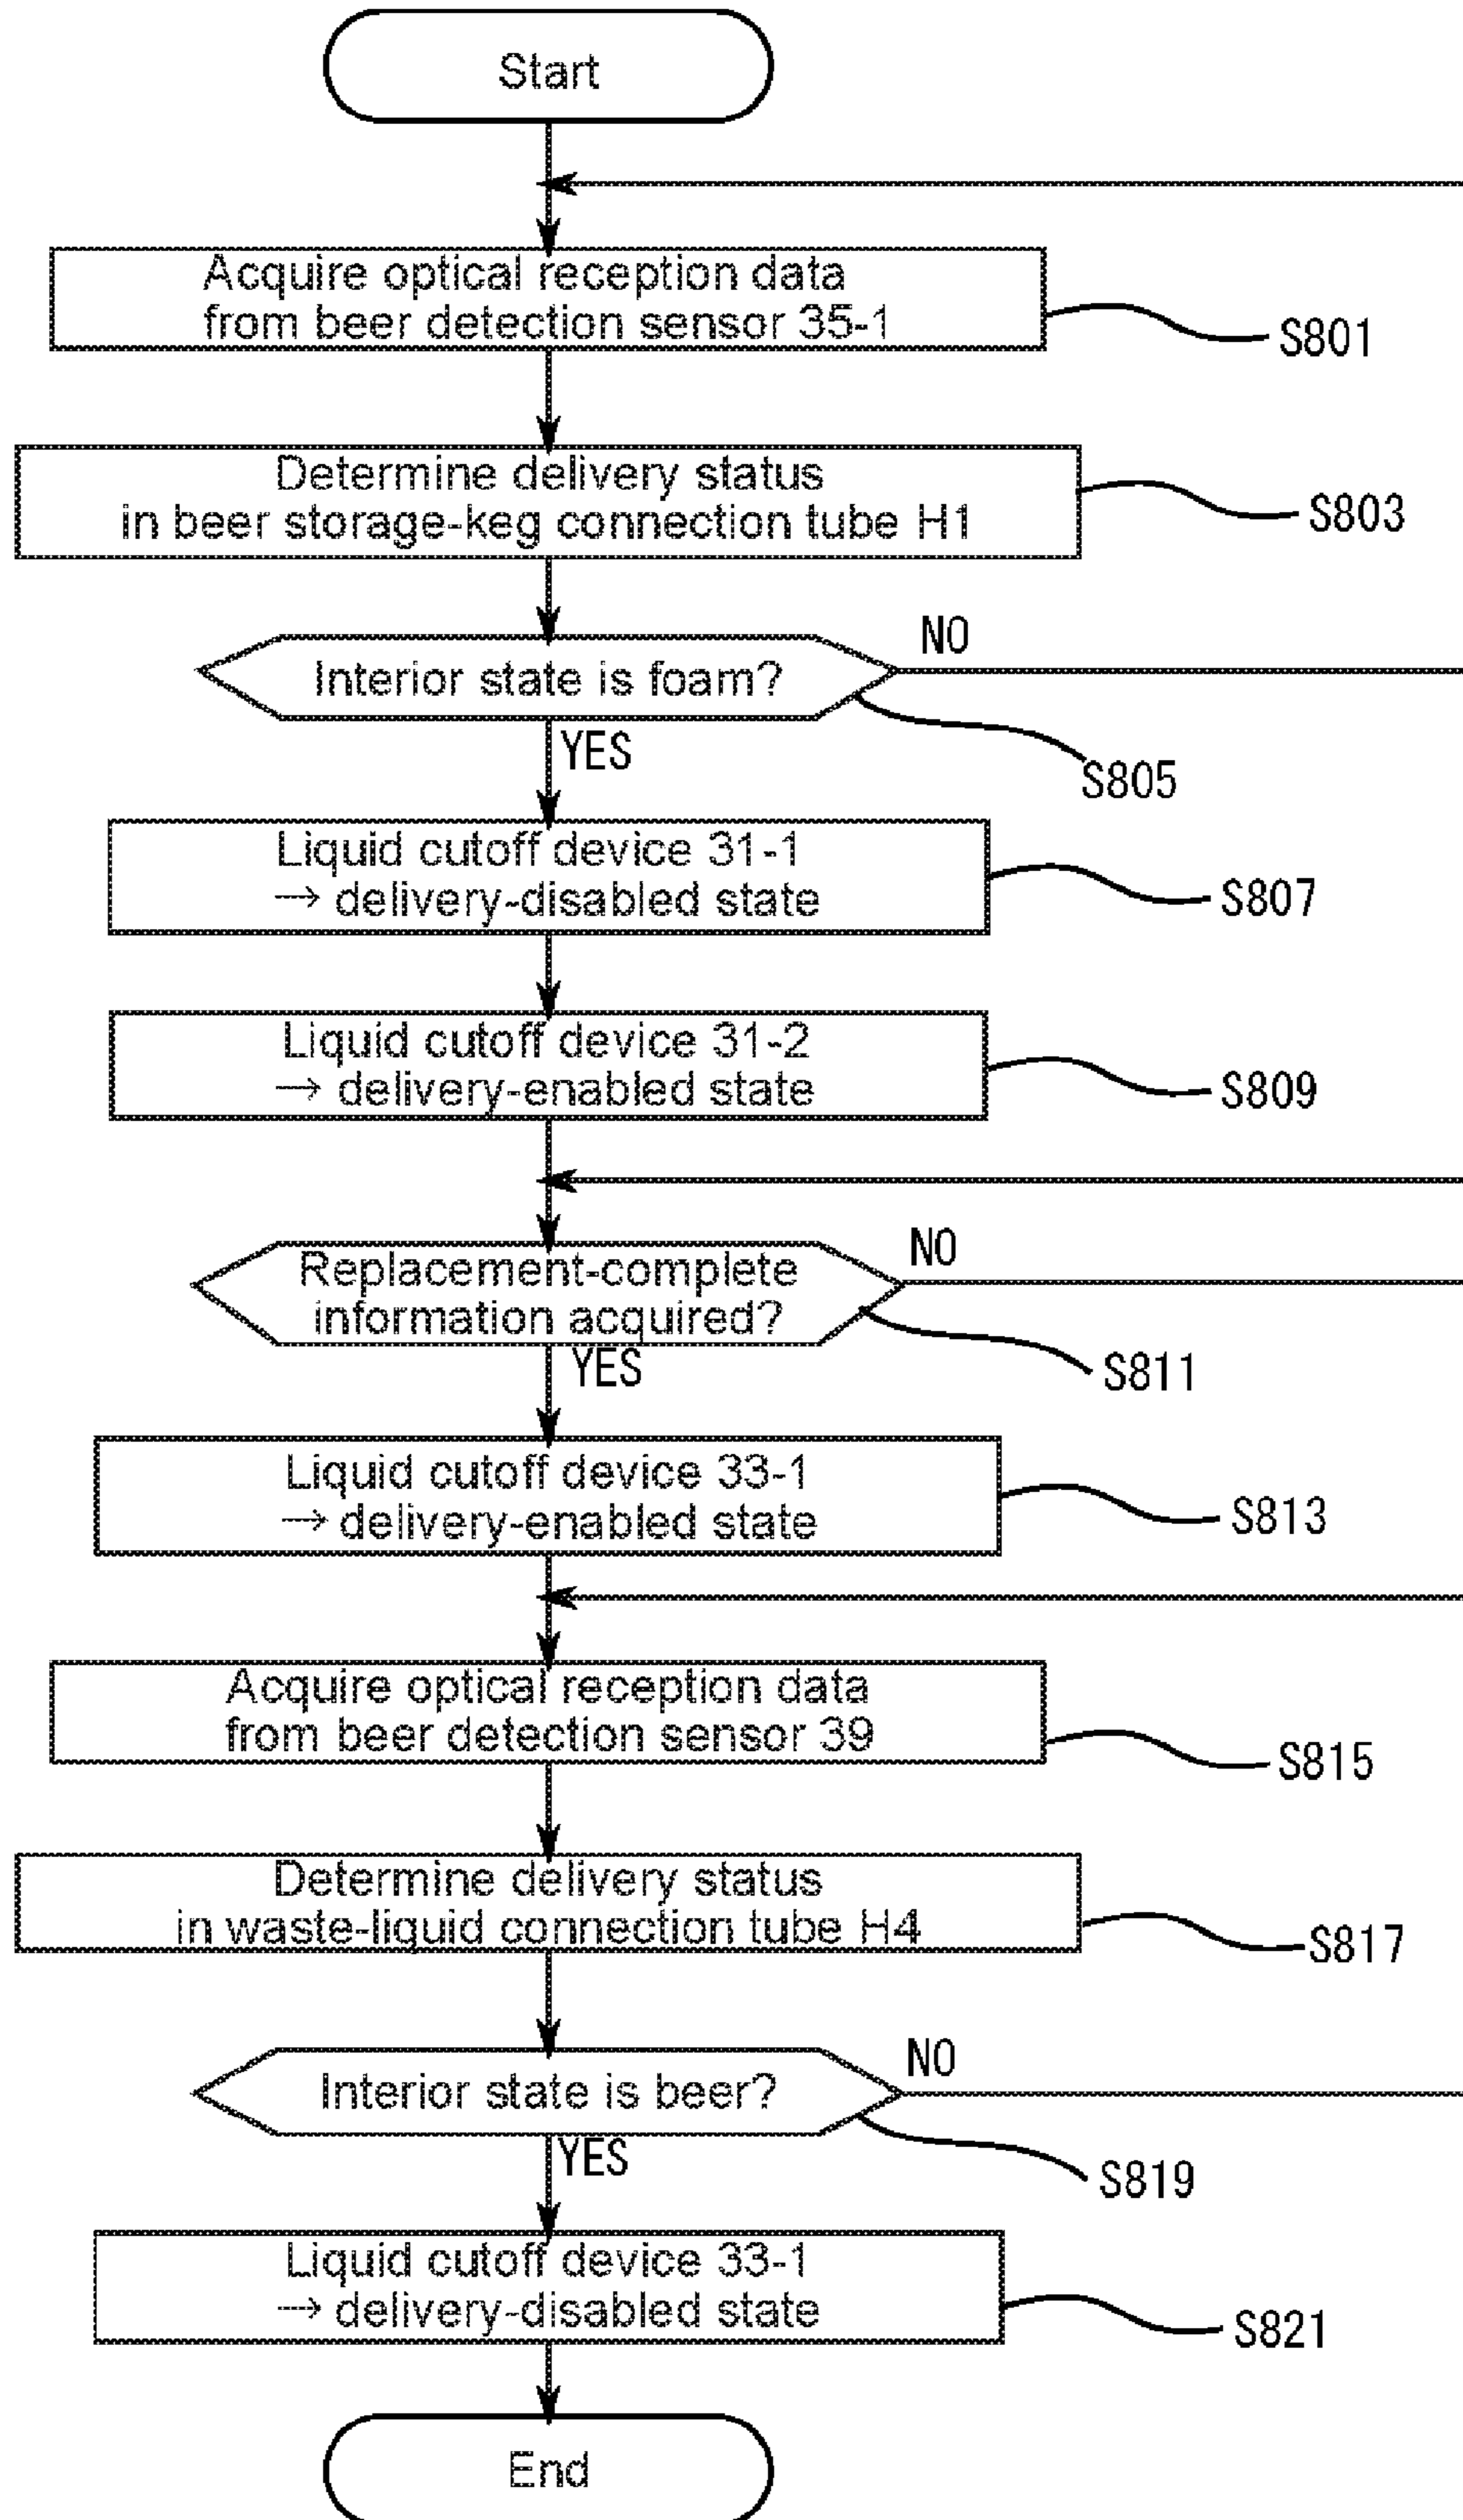 Start
Acquire optical reception data
from beer detection sensor 35-1
S801
Determine delivery status
in beer storage-keg connection tube H1
S803
Interior state is foam?
NO
YES
S805
Liquid cutoff device 31-1
→ delivery-disabled state
S807
Liquid cutoff device 31-2
→ delivery-enabled state
S809
Replacement-complete
information acquired?
NO
YES
S811
Liquid cutoff device 33-1
→ delivery-enabled state
S813
Acquire optical reception data
from beer detection sensor 39
S815
Determine delivery status
in waste-liquid connection tube H4
S817
Interior state is beer?
NO
YES
S819
Liquid cutoff device 33-1
→ delivery-disabled state
S821
End